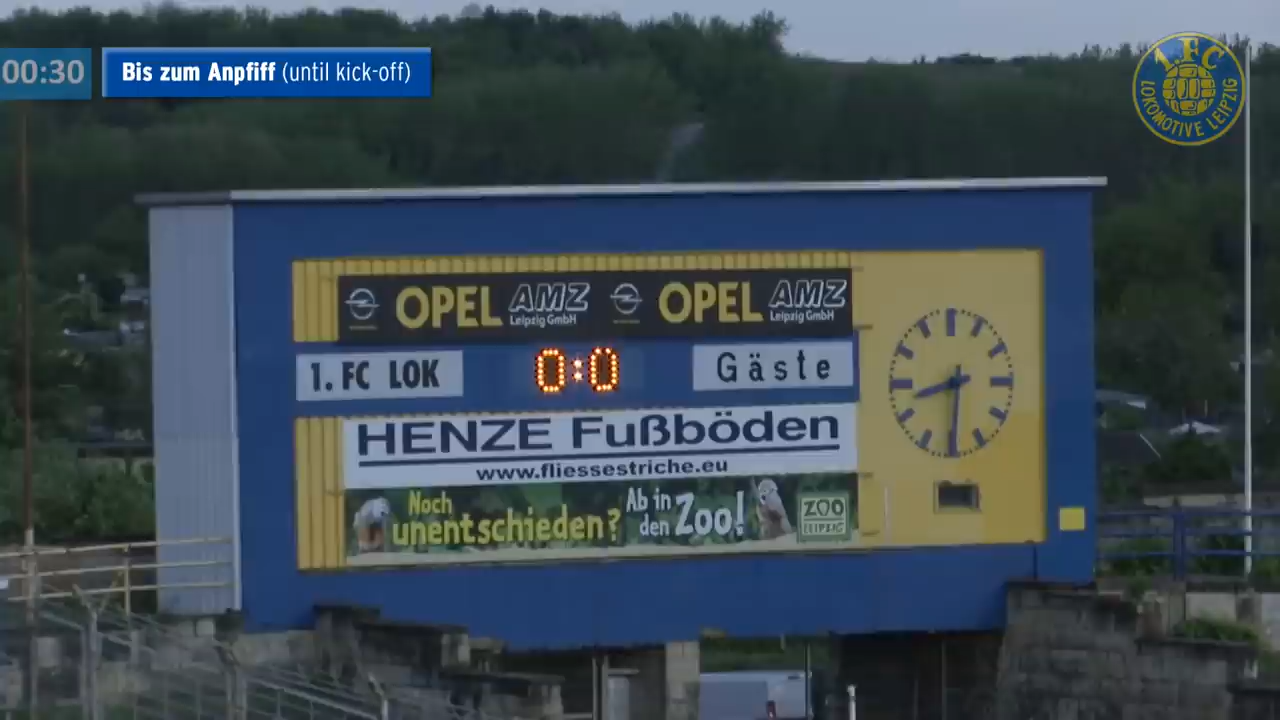 00:30
Bis zum Anpfiff (until kick-off)
1. FC
LOKOMOTIVE LEIPZIG
OPEL AMZ Leipzig GmbH OPEL AMZ Leipzig GmbH
1. FC LOK 0:0 Gäste
HENZE Fußböden
www.fliessestriche.eu
Noch unentschieden? Ab in den Zoo!
ZOO
LEIPZIG